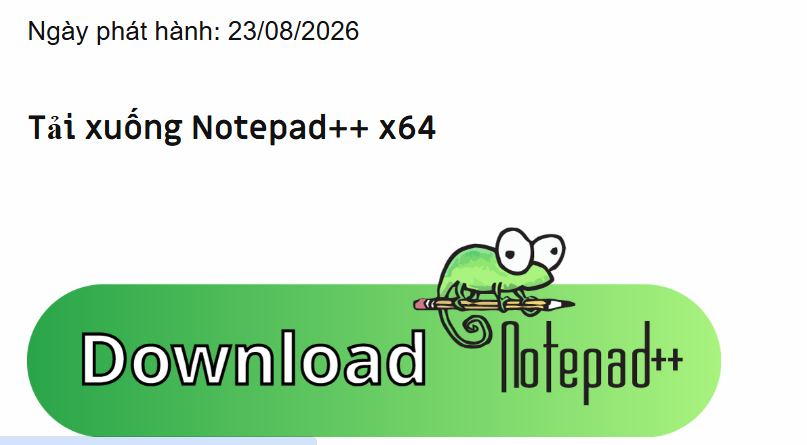 Ngày phát hành: 23/08/2026
Tải xuống Notepad++ x64
Download Notepad++